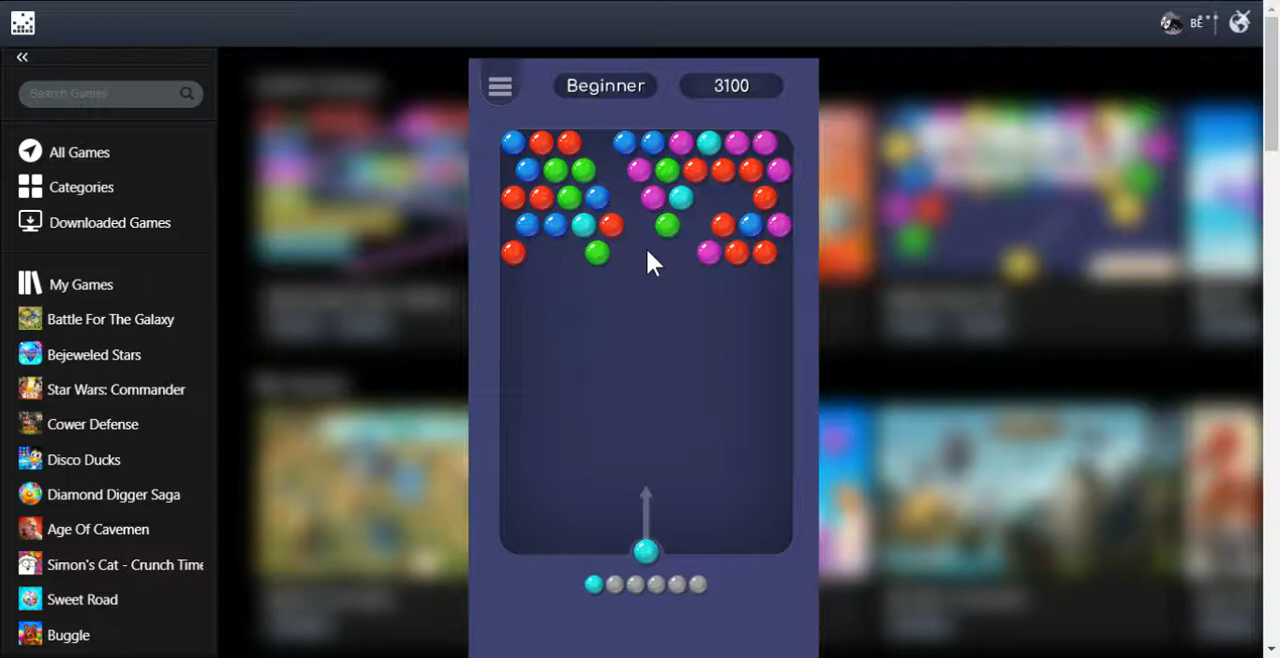 Beginner 3100
Search Games
All Games
Categories
Downloaded Games
My Games
Battle For The Galaxy
Bejeweled Stars
Star Wars: Commander
Cower Defense
Disco Ducks
Diamond Digger Saga
Age Of Cavemen
Simon's Cat - Crunch Time
Sweet Road
Buggle